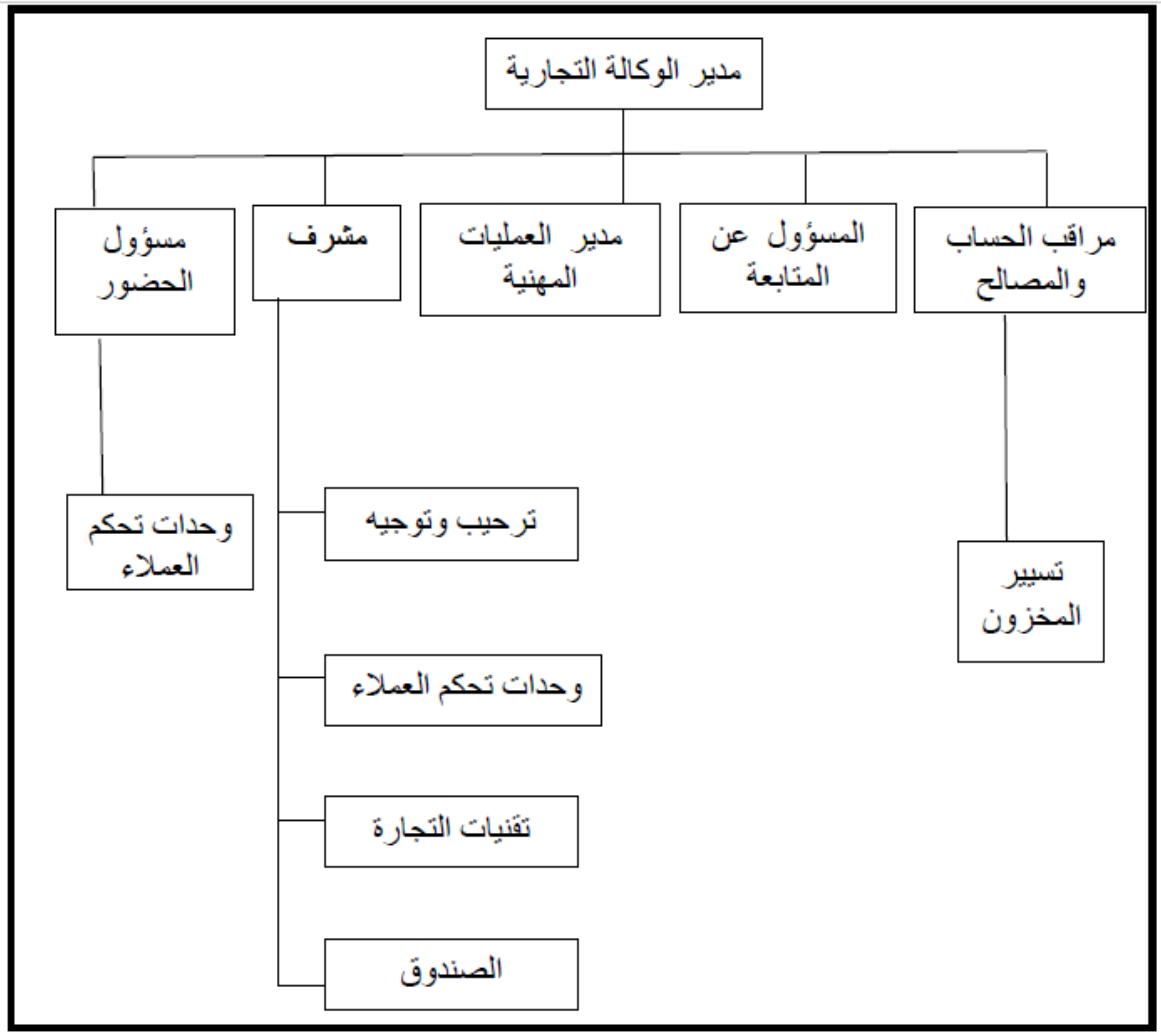 مدير الوكالة التجارية
مراقب الحساب
والمصالح
المسؤول عن
المتابعة
مدير العمليات
المهنية
مشرف
مسؤول
الحضور
ترحيب وتوجيه
وحدات تحكم
العملاء
تسيير
المخزون
وحدات تحكم العملاء
تقنيات التجارة
الصندوق